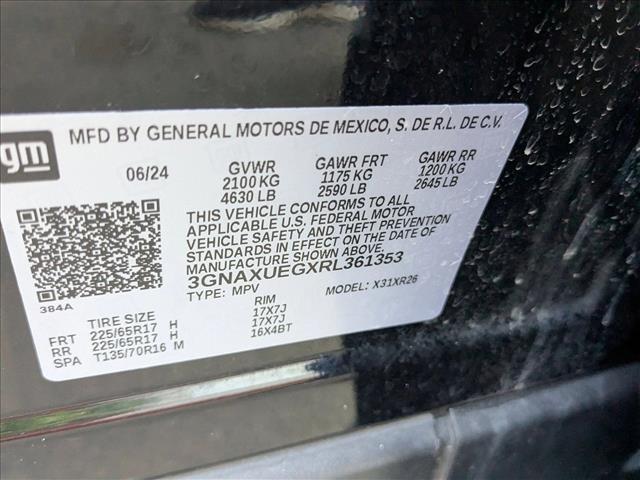 gm
MFD BY GENERAL MOTORS DE MEXICO, S. DE R.L. DE C.V.
06/24 GVWR GAWR FRT GAWR RR
2100 KG 1175 KG 1200 KG
4630 LB 2590 LB 2645 LB
THIS VEHICLE CONFORMS TO ALL
APPLICABLE U.S. FEDERAL MOTOR
VEHICLE SAFETY AND THEFT PREVENTION
STANDARDS IN EFFECT ON THE DATE OF
MANUFACTURE SHOWN ABOVE.
3GNAXUEGXRL361353
384A
TYPE: MPV MODEL: X31XR26
TIRE SIZE RIM
FRT 225/65R17 H 17X7J
RR 225/65R17 H 17X7J
SPA T135/70R16 M 16X4BT